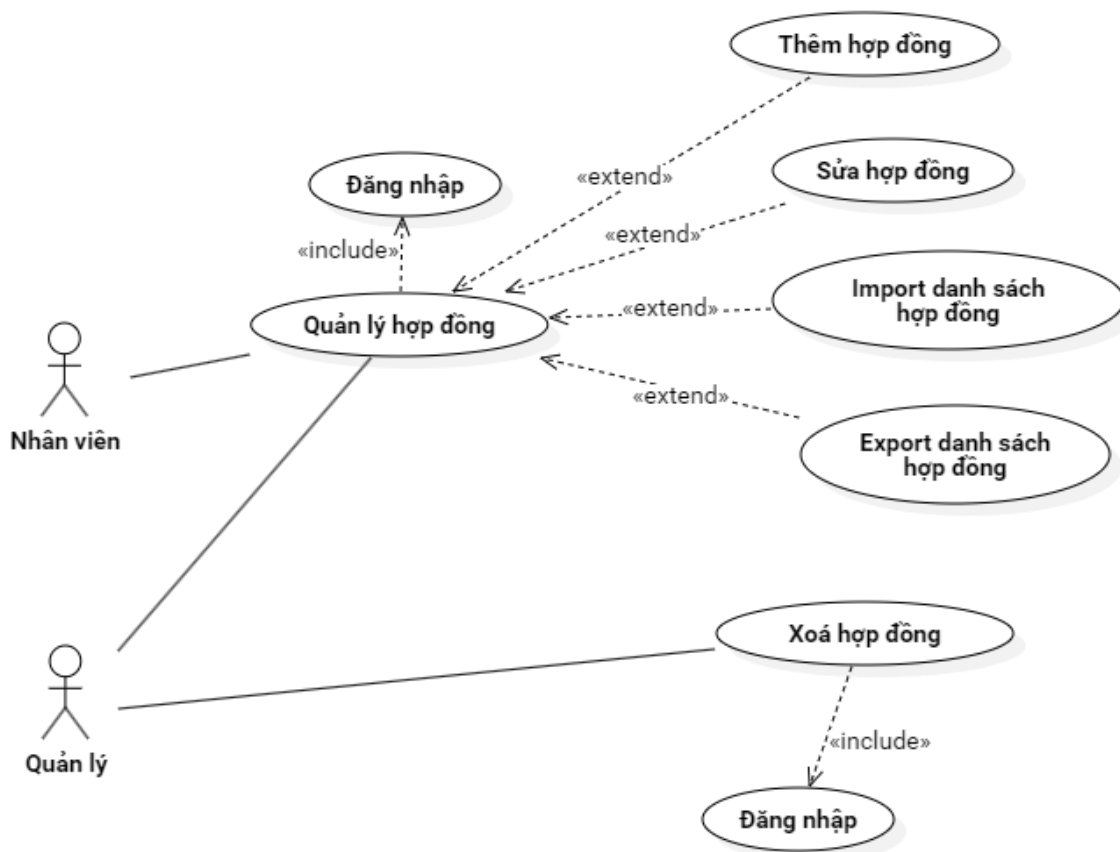 Thêm hợp đồng
Đăng nhập
«extend»
Sửa hợp đồng
«include»
«extend»
Quản lý hợp đồng
«extend»
Import danh sách
hợp đồng
Nhân viên
«extend»
Export danh sách
hợp đồng
Xoá hợp đồng
Quản lý
«include»
Đăng nhập